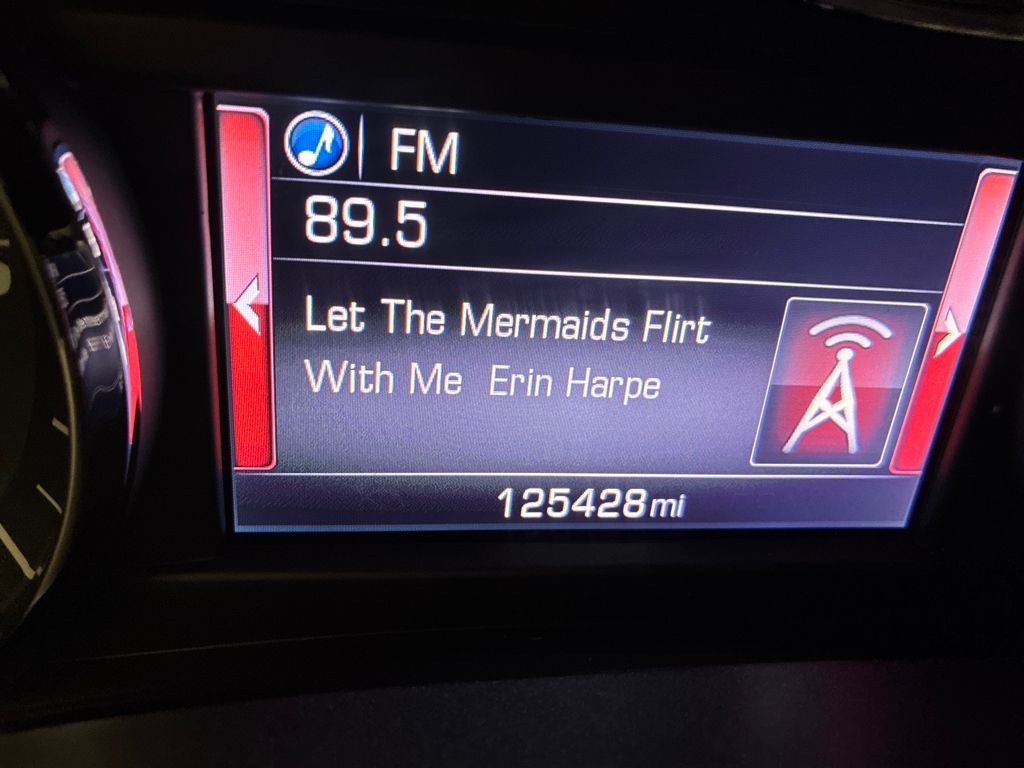 FM
89.5
Let The Mermaids Flirt
With Me Erin Harpe
125428mi